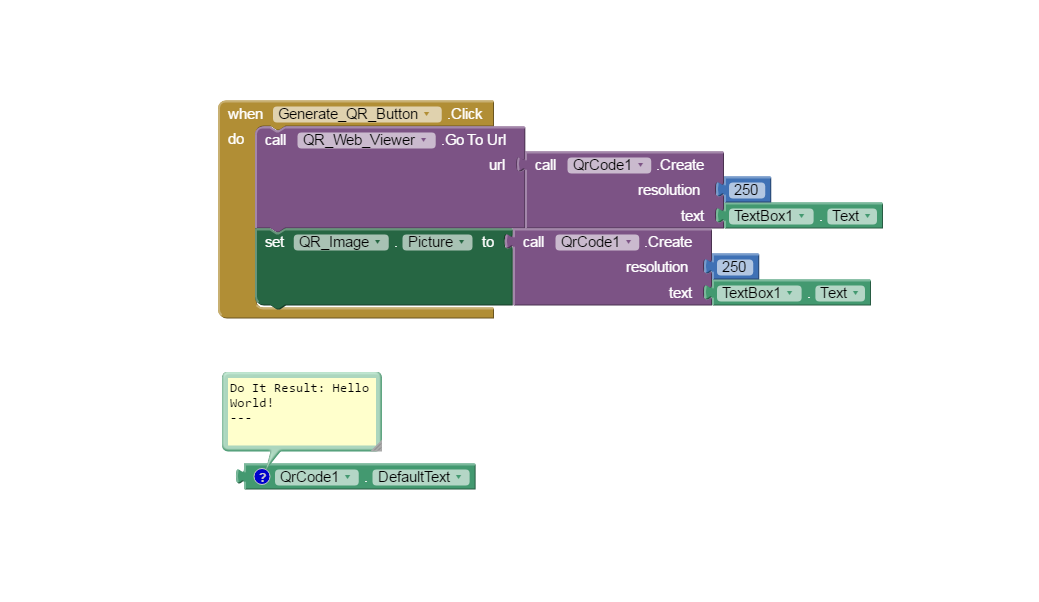 when Generate_QR_Button .Click
do call QR_Web_Viewer .Go To Url
url call QrCode1 .Create
resolution 250
text TextBox1 . Text
set QR_Image . Picture to call QrCode1 .Create
resolution 250
text TextBox1 . Text
Do It Result: Hello
World!
---
? QrCode1 . DefaultText